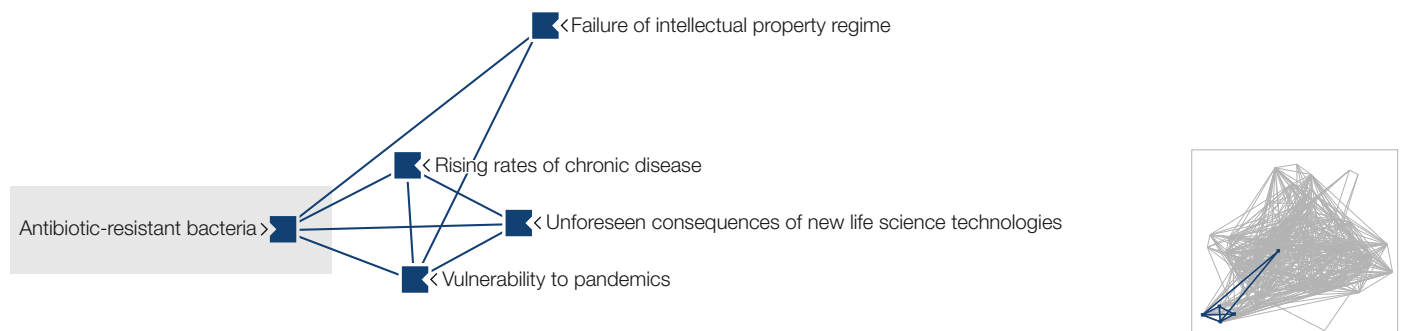 Failure of intellectual property regime
Rising rates of chronic disease
Unforeseen consequences of new life science technologies
Antibiotic-resistant bacteria
Vulnerability to pandemics